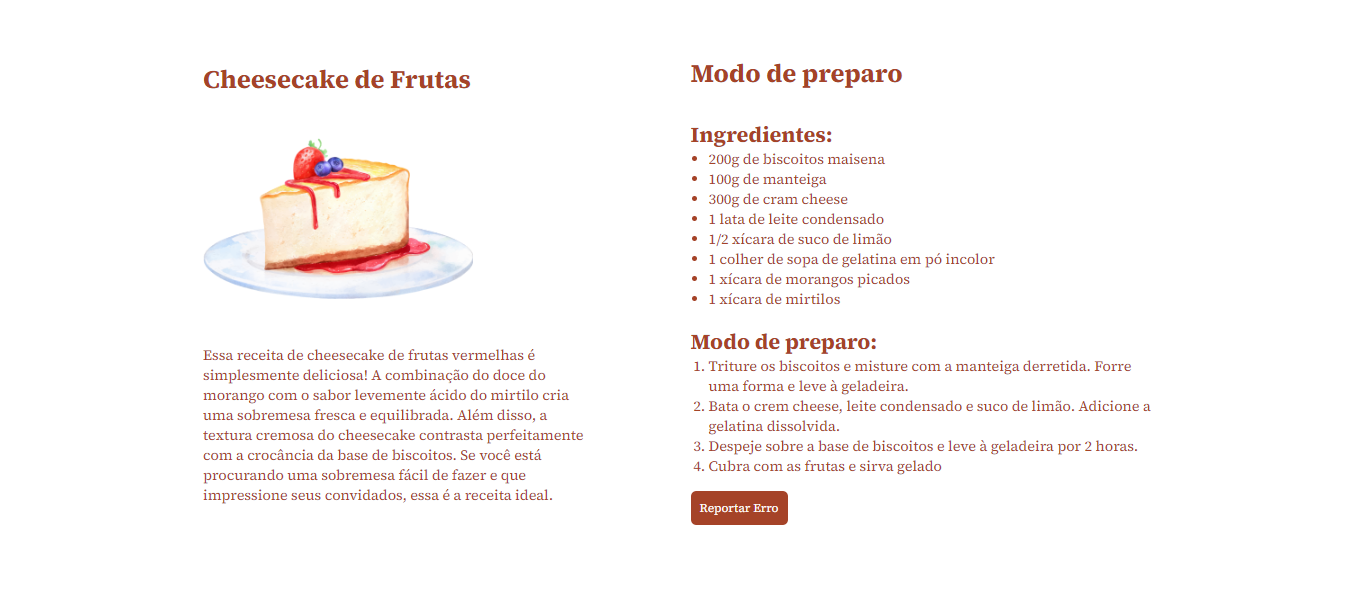 Cheesecake de Frutas
Essa receita de cheesecake de frutas vermelhas é
simplesmente deliciosa! A combinação do doce do
morango com o sabor levemente ácido do mirtilo cria
uma sobremesa fresca e equilibrada. Além disso, a
textura cremosa do cheesecake contrasta perfeitamente
com a crocância da base de biscoitos. Se você está
procurando uma sobremesa fácil de fazer e que
impressione seus convidados, essa é a receita ideal.
Modo de preparo
Ingredientes:
• 200g de biscoitos maisena
• 100g de manteiga
• 300g de cram cheese
• 1 lata de leite condensado
• 1/2 xícara de suco de limão
• 1 colher de sopa de gelatina em pó incolor
• 1 xícara de morangos picados
• 1 xícara de mirtilos
Modo de preparo:
1. Triture os biscoitos e misture com a manteiga derretida. Forre
uma forma e leve à geladeira.
2. Bata o crem cheese, leite condensado e suco de limão. Adicione a
gelatina dissolvida.
3. Despeje sobre a base de biscoitos e leve à geladeira por 2 horas.
4. Cubra com as frutas e sirva gelado
Reportar Erro